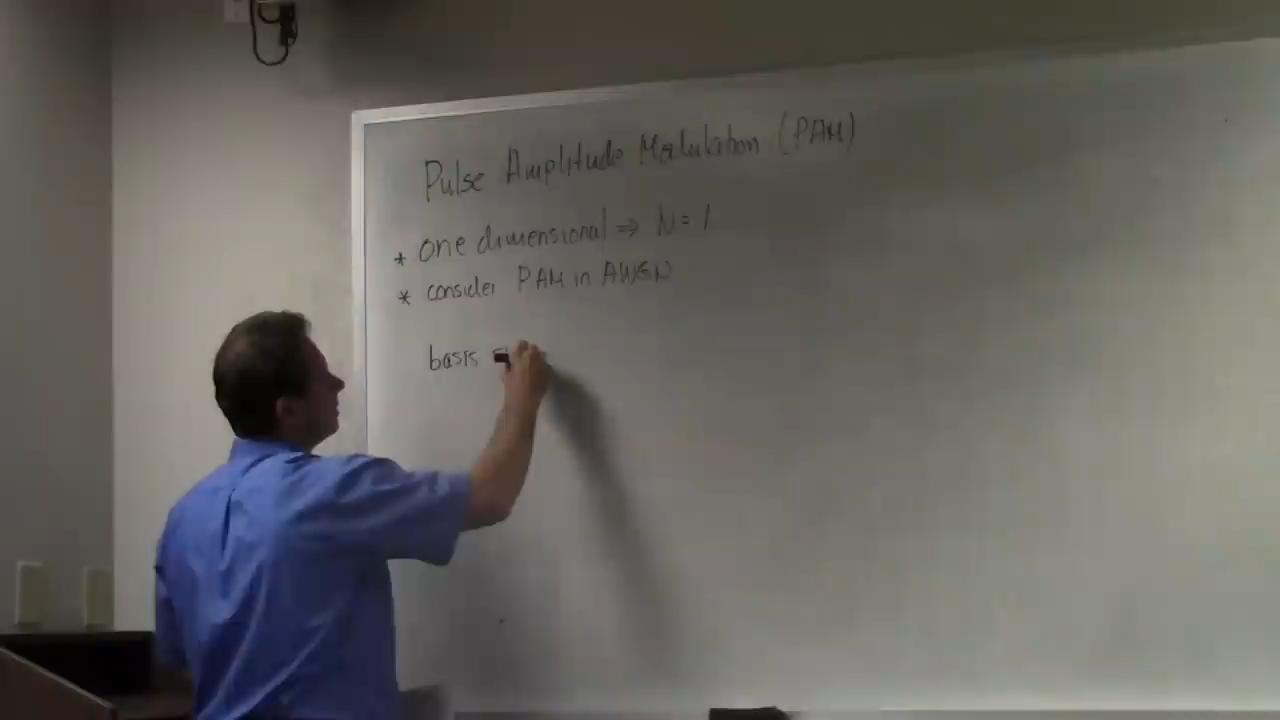 Pulse Amplitude Modulation (PAM)
* one dimensional ⇒ N = 1
* consider PAM in AWGN
basis